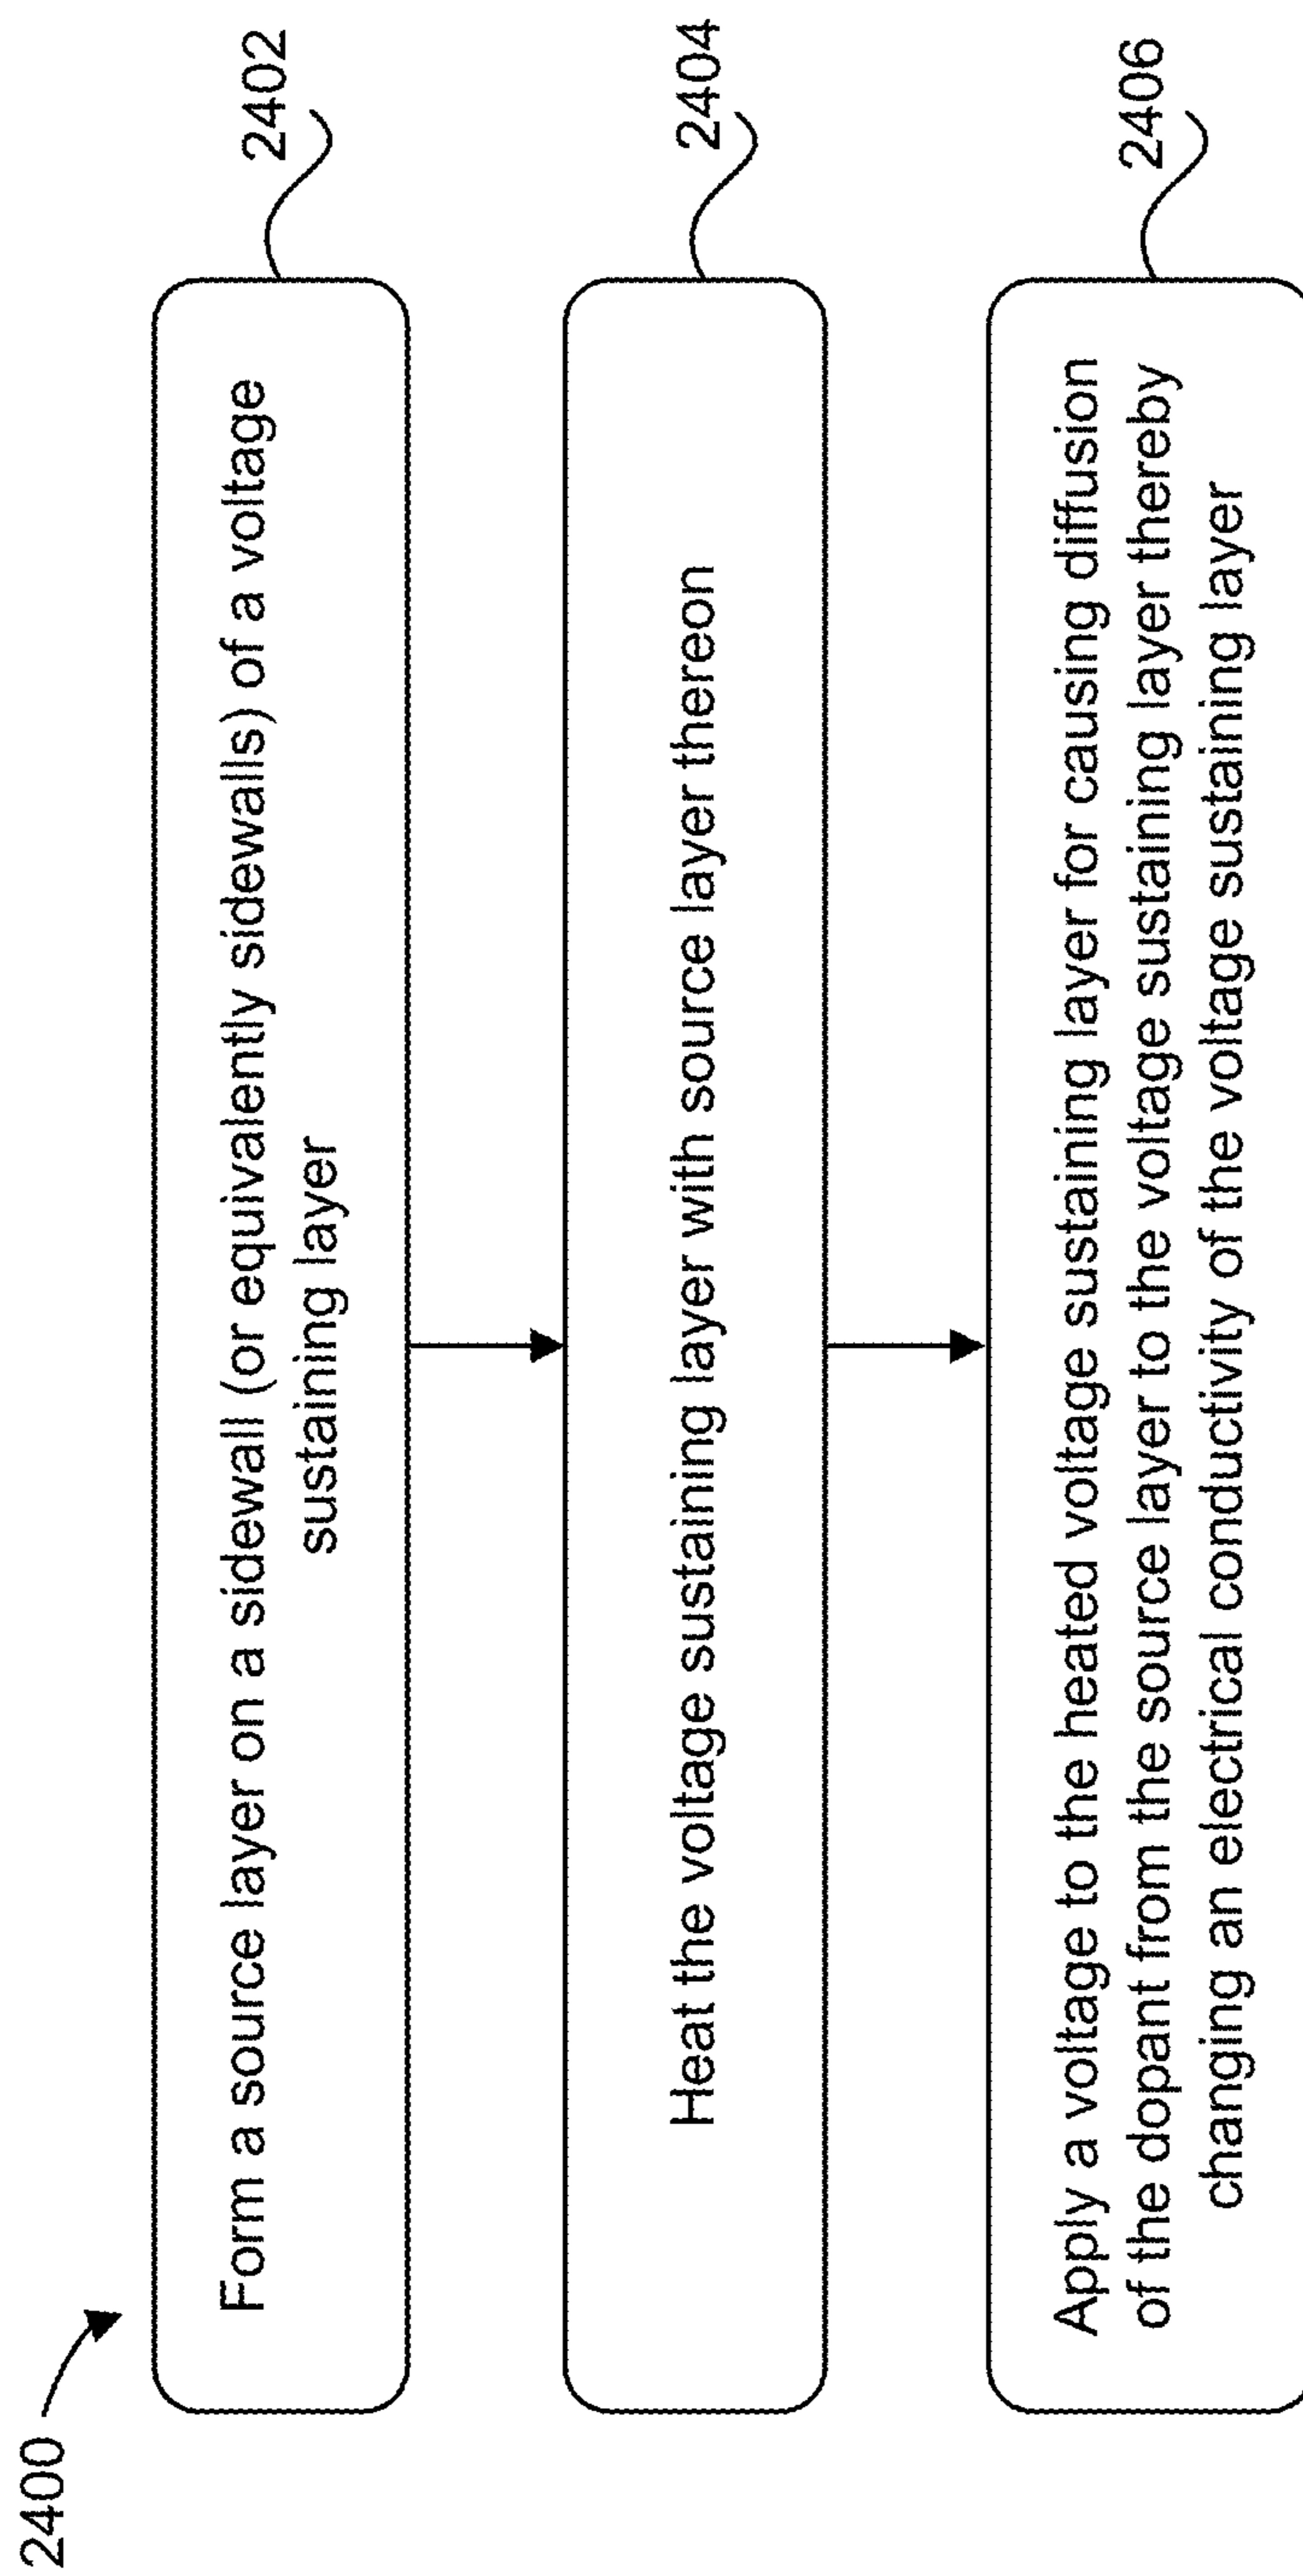 2400
Form a source layer on a sidewall (or equivalently sidewalls) of a voltage
sustaining layer
2402
Heat the voltage sustaining layer with source layer thereon
2404
Apply a voltage to the heated voltage sustaining layer for causing diffusion
of the dopant from the source layer to the voltage sustaining layer thereby
changing an electrical conductivity of the voltage sustaining layer
2406